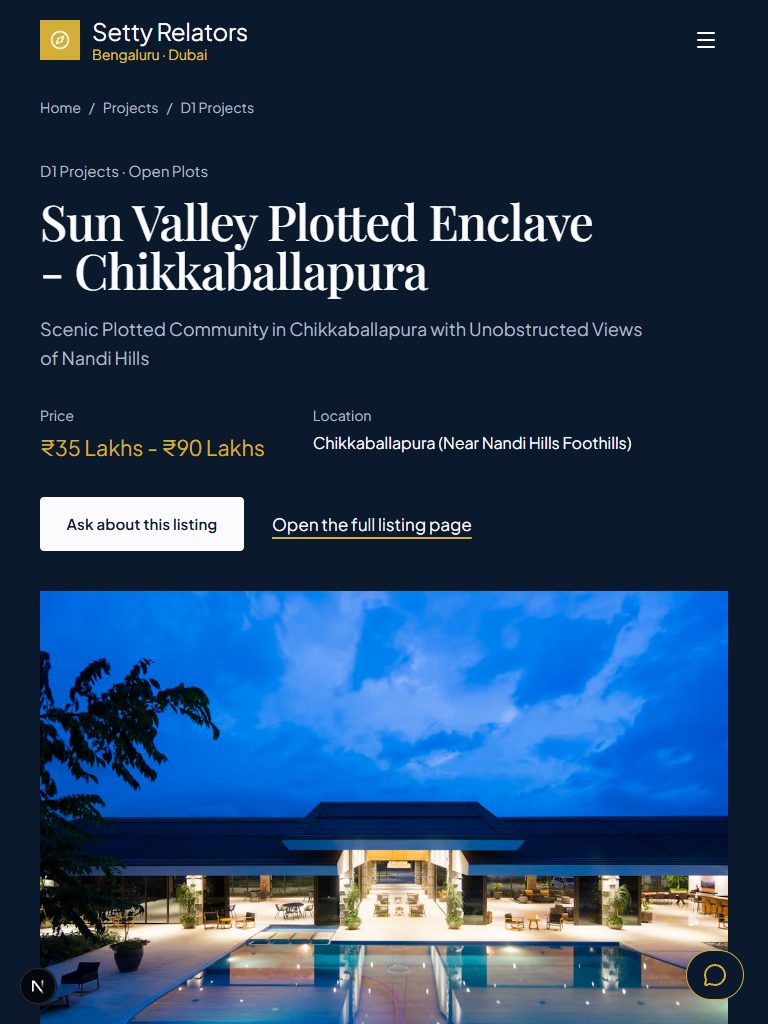 Setty Relators
Bengaluru · Dubai
Home / Projects / D1 Projects
D1 Projects · Open Plots
Sun Valley Plotted Enclave
- Chikkaballapura
Scenic Plotted Community in Chikkaballapura with Unobstructed Views
of Nandi Hills
Price
Location
₹35 Lakhs - ₹90 Lakhs
Chikkaballapura (Near Nandi Hills Foothills)
Ask about this listing
Open the full listing page
N